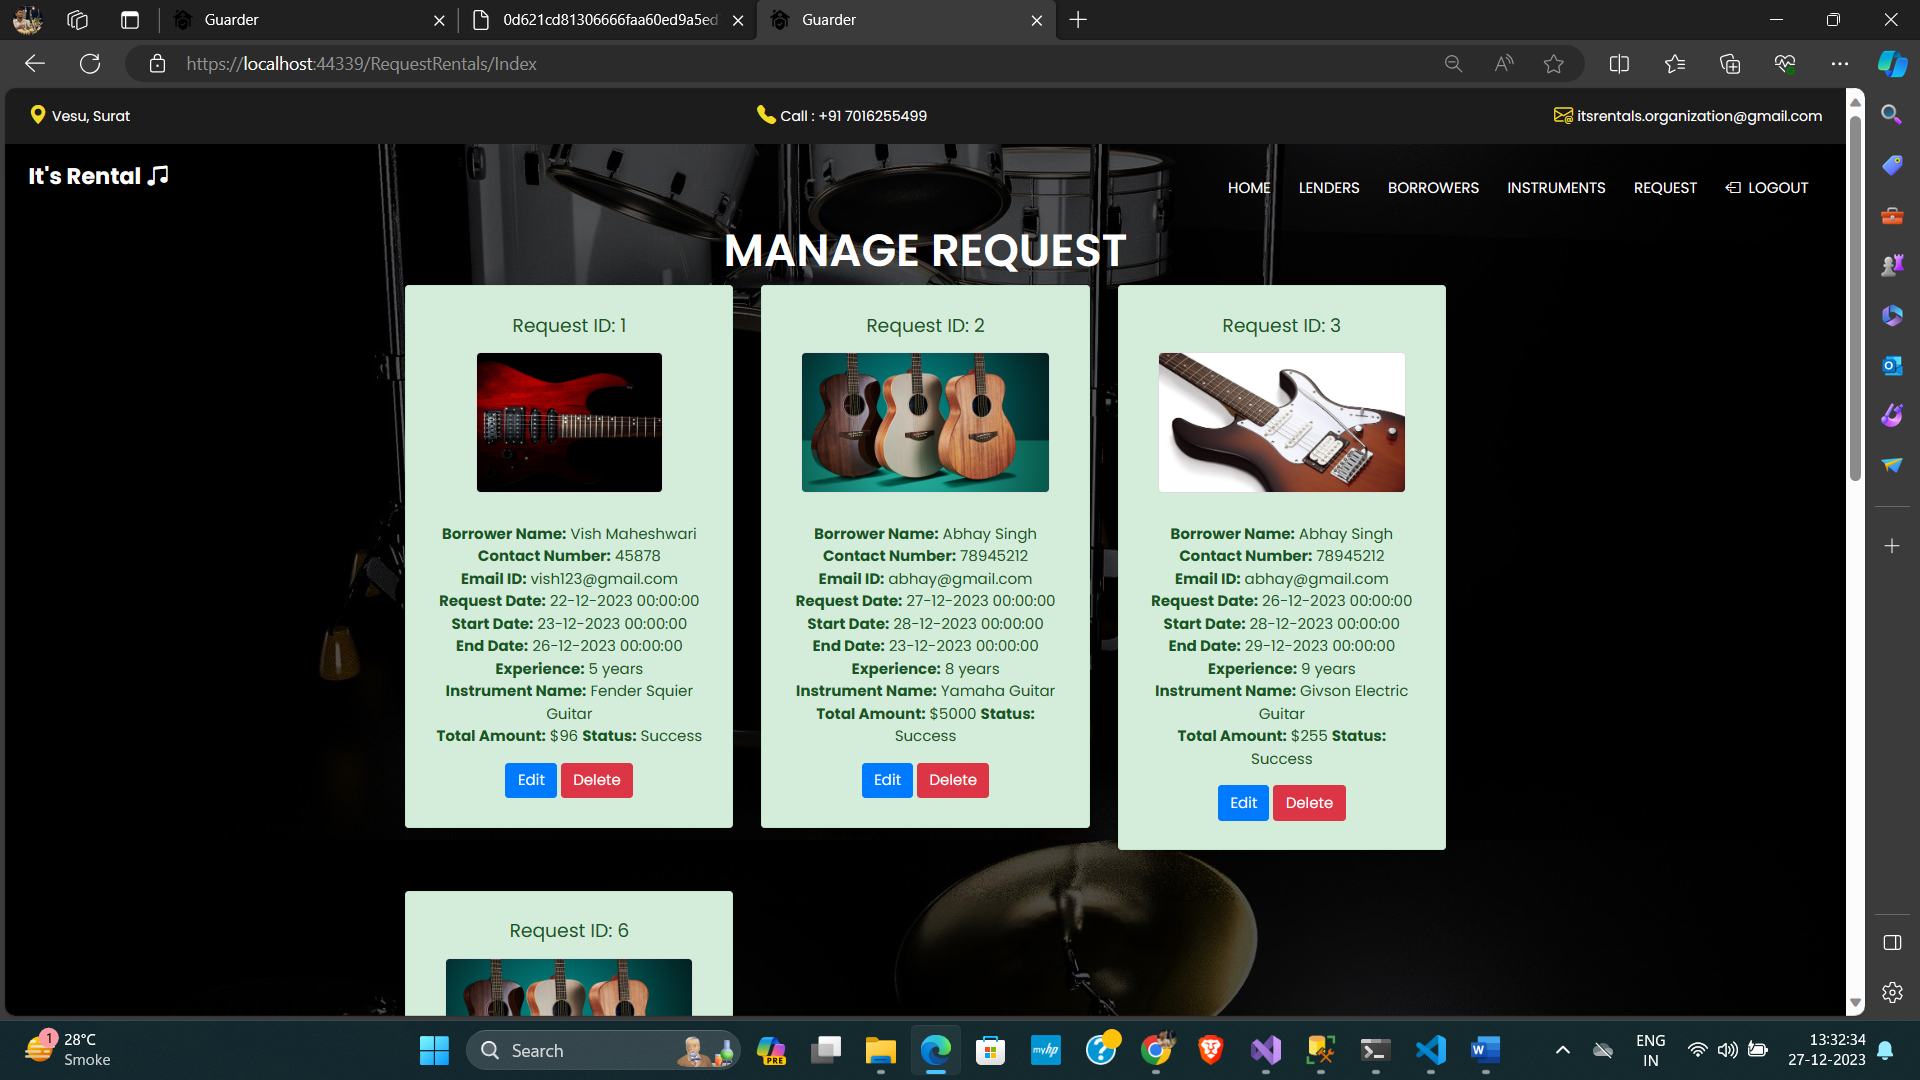 Guarder
0d621cd81306666faa60ed9a5ed
Guarder
https://localhost:44339/RequestRentals/Index
Vesu, Surat
Call : +91 7016255499
itsrentals.organization@gmail.com
It's Rental
HOME LENDERS BORROWERS INSTRUMENTS REQUEST LOGOUT
MANAGE REQUEST
Request ID: 1
Borrower Name: Vish Maheshwari
Contact Number: 45878
Email ID: vish123@gmail.com
Request Date: 22-12-2023 00:00:00
Start Date: 23-12-2023 00:00:00
End Date: 26-12-2023 00:00:00
Experience: 5 years
Instrument Name: Fender Squier
Guitar
Total Amount: $96 Status: Success
Edit Delete
Request ID: 2
Borrower Name: Abhay Singh
Contact Number: 78945212
Email ID: abhay@gmail.com
Request Date: 27-12-2023 00:00:00
Start Date: 28-12-2023 00:00:00
End Date: 23-12-2023 00:00:00
Experience: 8 years
Instrument Name: Yamaha Guitar
Total Amount: $5000 Status:
Success
Edit Delete
Request ID: 3
Borrower Name: Abhay Singh
Contact Number: 78945212
Email ID: abhay@gmail.com
Request Date: 26-12-2023 00:00:00
Start Date: 28-12-2023 00:00:00
End Date: 29-12-2023 00:00:00
Experience: 9 years
Instrument Name: Givson Electric
Guitar
Total Amount: $255 Status:
Success
Edit Delete
Request ID: 6
1
28°C
Smoke
Search
PRE
myhp
ENG
IN
13:32:34
27-12-2023